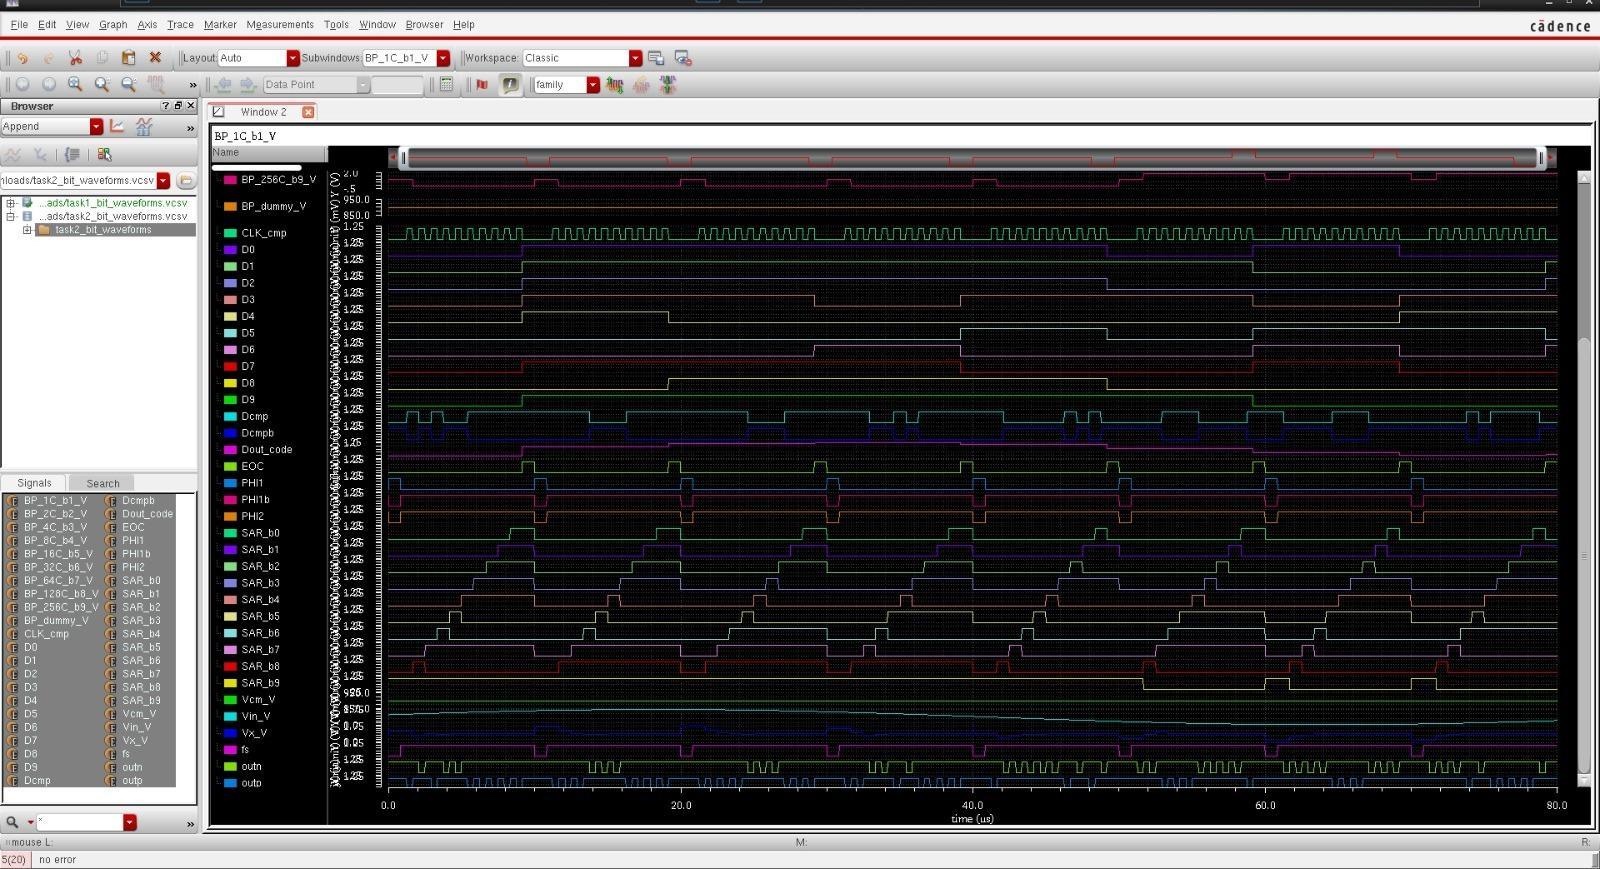 File Edit View Graph Axis Trace Marker Measurements Tools Window Browser Help
cādence
Layout: Auto Subwindows: BP_1C_b1_V Workspace: Classic
» Data Point family
Browser
Window 2
Append »
BP_1C_b1_V
Name
nloads/task2_bit_waveforms.vcsv
...ads/task1_bit_waveforms.vcsv
...ads/task2_bit_waveforms.vcsv
task2_bit_waveforms
BP_256C_b9_V
BP_dummy_V
CLK_cmp
D0
D1
D2
D3
D4
D5
D6
D7
D8
D9
Dcmp
Dcmpb
Dout_code
EOC
PHI1
PHI1b
PHI2
SAR_b0
SAR_b1
SAR_b2
SAR_b3
SAR_b4
SAR_b5
SAR_b6
SAR_b7
SAR_b8
SAR_b9
Vcm_V
Vin_V
Vx_V
fs
outn
outp
2.0
-.5
950.0
850.0
1.25
0.0 20.0 40.0 60.0 80.0
time (us)
Signals Search
BP_1C_b1_V Dcmpb
BP_2C_b2_V Dout_code
BP_4C_b3_V EOC
BP_8C_b4_V PHI1
BP_16C_b5_V PHI1b
BP_32C_b6_V PHI2
BP_64C_b7_V SAR_b0
BP_128C_b8_V SAR_b1
BP_256C_b9_V SAR_b2
BP_dummy_V SAR_b3
CLK_cmp SAR_b4
D0 SAR_b5
D1 SAR_b6
D2 SAR_b7
D3 SAR_b8
D4 SAR_b9
D5 Vcm_V
D6 Vin_V
D7 Vx_V
D8 fs
D9 outn
Dcmp outp
* »
mouse L: M: R:
5(20) no error